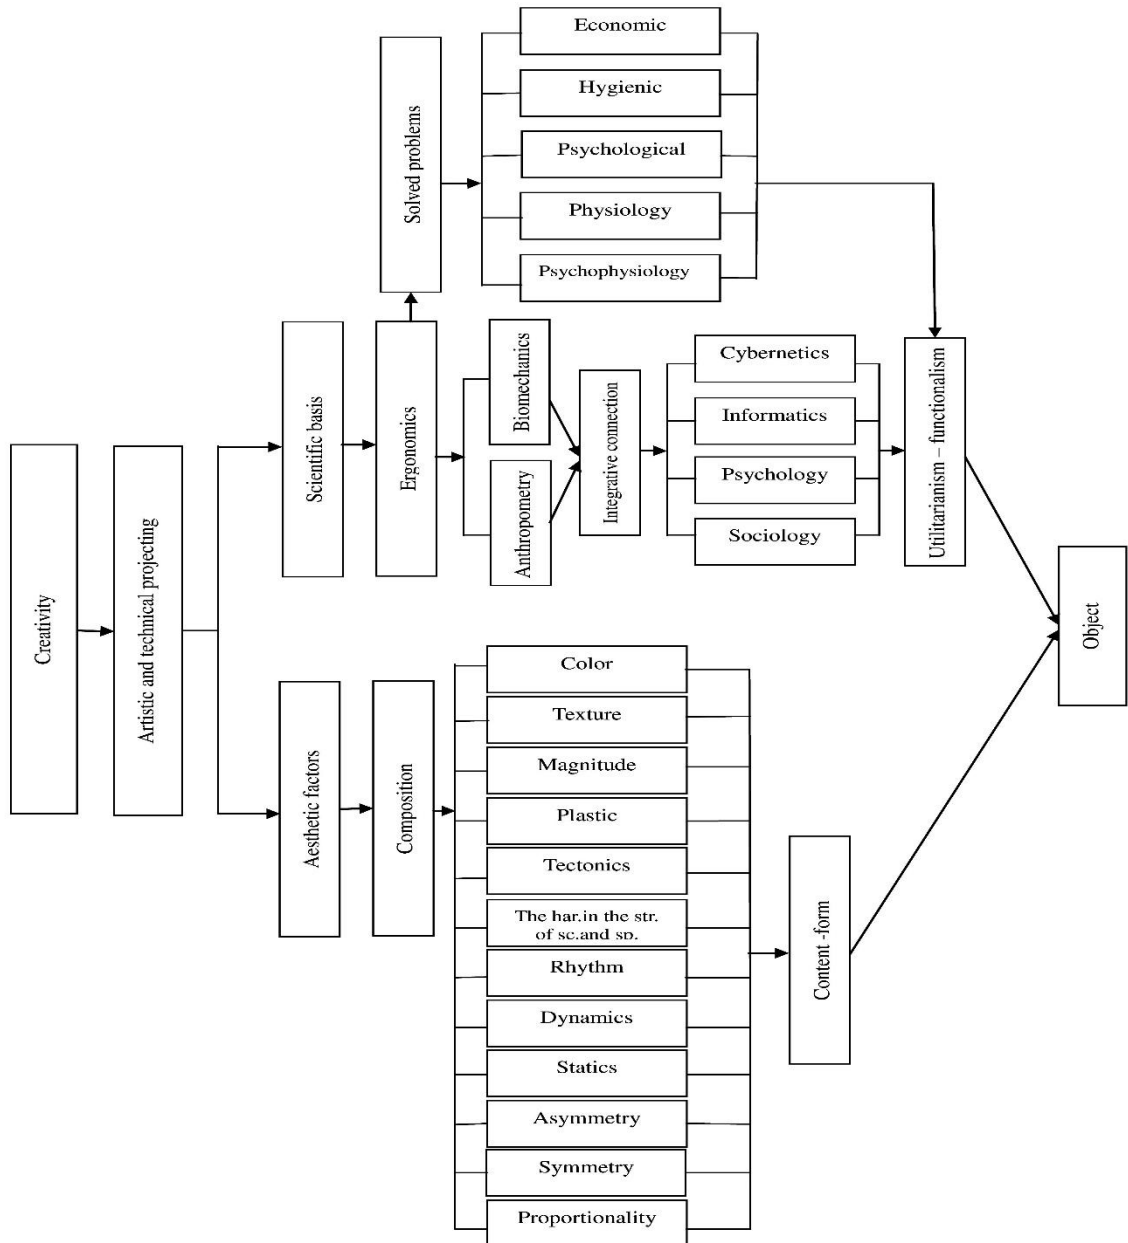 Economic
Hygienic
Psychological
Physiology
Psychophysiology
Solved problems
Scientific basis
Ergonomics
Biomechanics
Anthropometry
Integrative connection
Cybernetics
Informatics
Psychology
Sociology
Utilitarianism – functionalism
Creativity
Artistic and technical projecting
Object
Aesthetic factors
Composition
Color
Texture
Magnitude
Plastic
Tectonics
The har.in the str.
of sc.and sp.
Rhythm
Dynamics
Statics
Asymmetry
Symmetry
Proportionality
Content -form